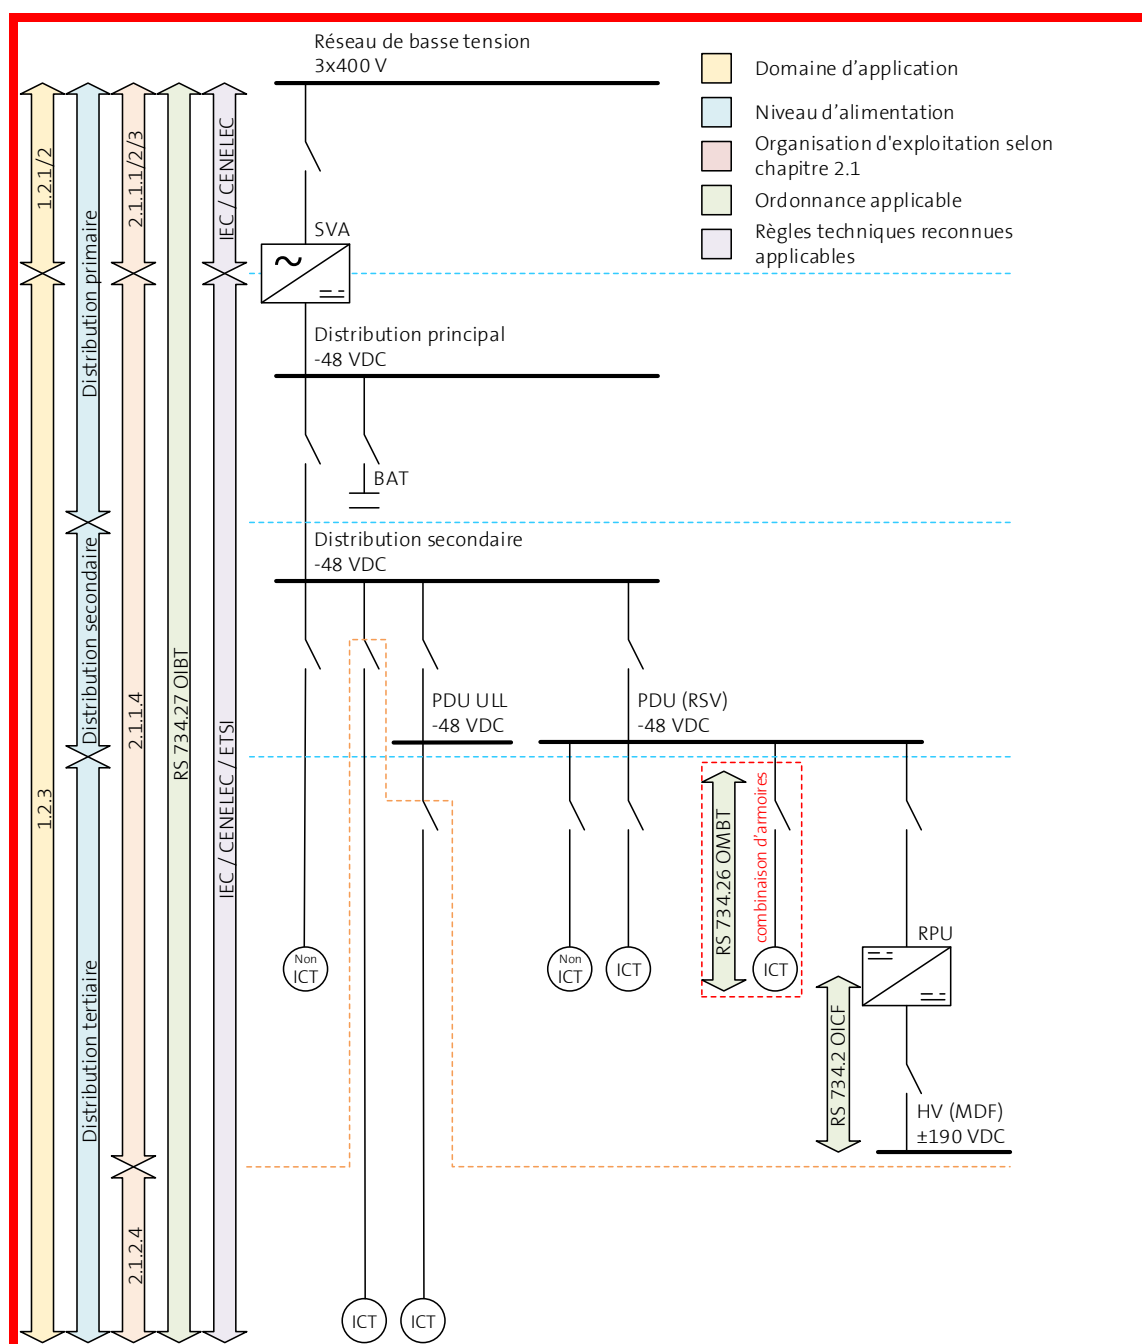 Réseau de basse tension
3x400 V
Domaine d'application
Niveau d'alimentation
Organisation d'exploitation selon
chapitre 2.1
Ordonnance applicable
Règles techniques reconnues
applicables
1.2.1/2
Distribution primaire
2.1.1.1/2/3
IEC / CENELEC
SVA
Distribution principal
-48 VDC
BAT
Distribution secondaire
-48 VDC
1.2.3
Distribution secondaire
2.1.1.4
RS 734.27 OIBT
IEC / CENELEC / ETSI
PDU ULL
-48 VDC
PDU (RSV)
-48 VDC
RS 734.26 OMBT
combinaison d'armoires
Non
ICT
Non
ICT
ICT
ICT
RPU
Distribution tertiaire
RS 734.2 OICF
HV (MDF)
±190 VDC
2.1.2.4
ICT
ICT